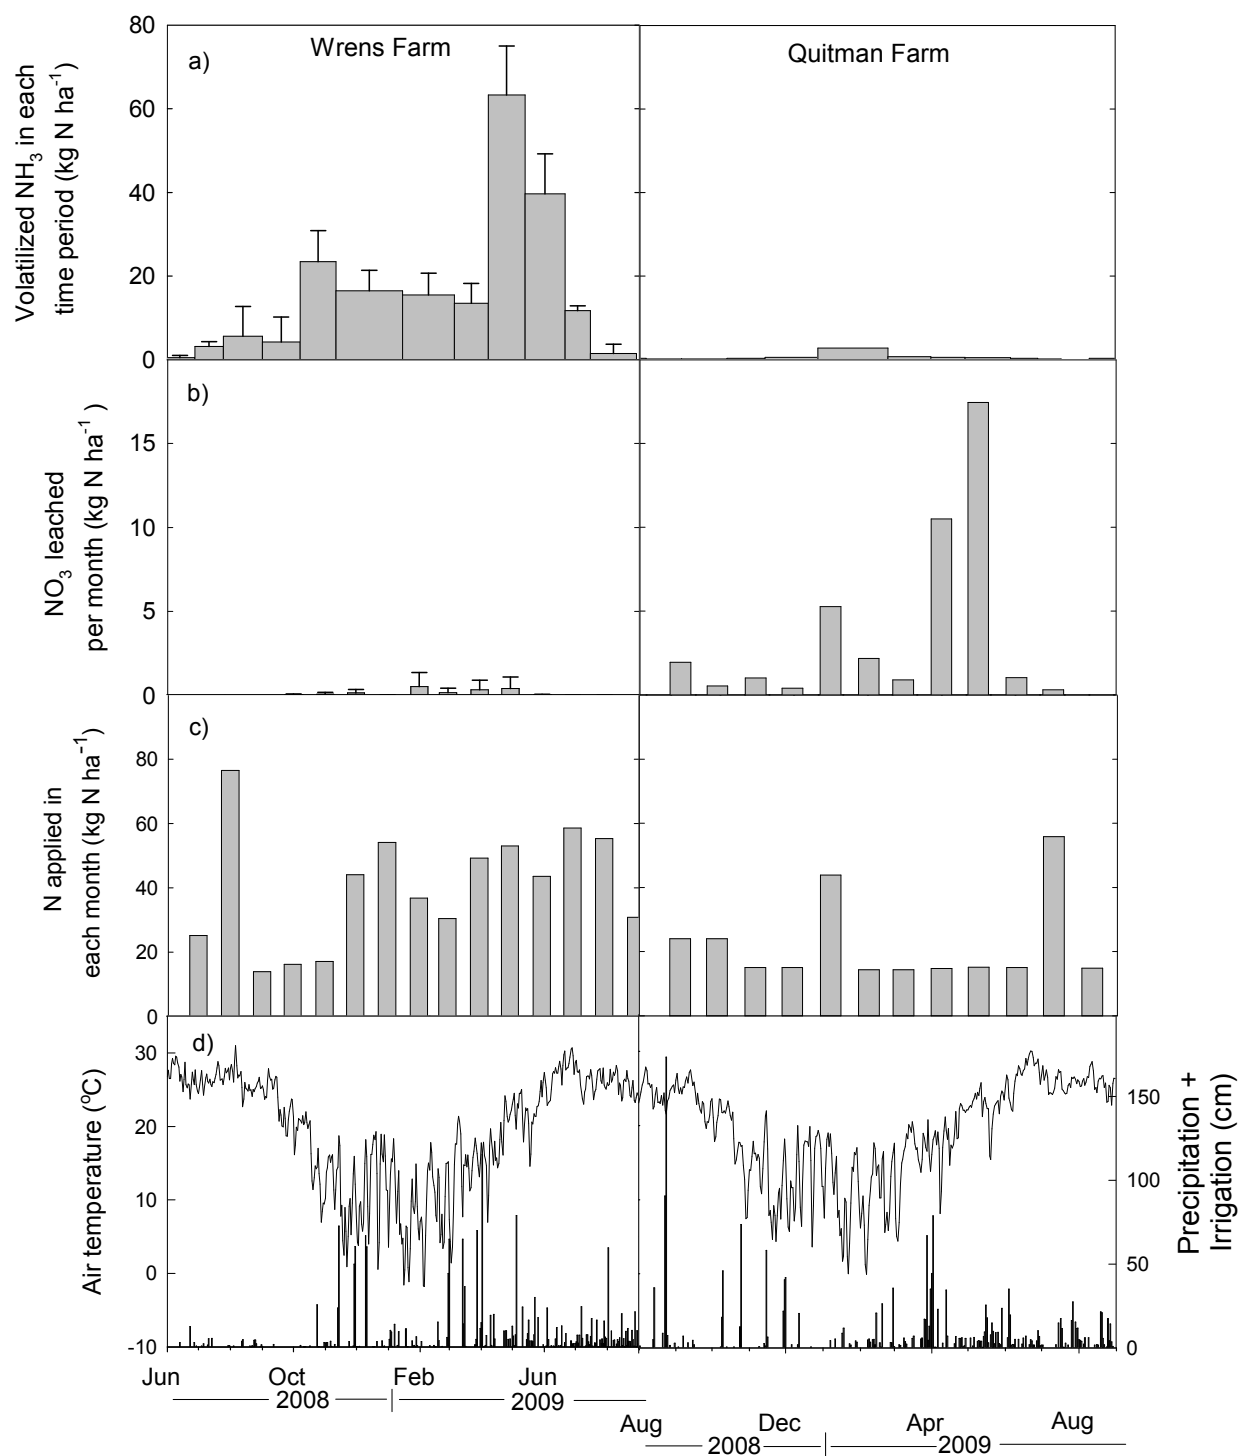 Wrens Farm
Quitman Farm
a)
Volatilized NH3 in each
time period (kg N ha-1)
80
60
40
20
0
b)
NO3 leached
per month (kg N ha-1)
15
10
5
0
c)
N applied in
each month (kg N ha-1)
80
60
40
20
0
d)
Air temperature (oC)
30
20
10
0
-10
150
100
50
0
Precipitation +
Irrigation (cm)
Jun Oct Feb Jun
2008 2009
Aug Dec Apr Aug
2008 2009